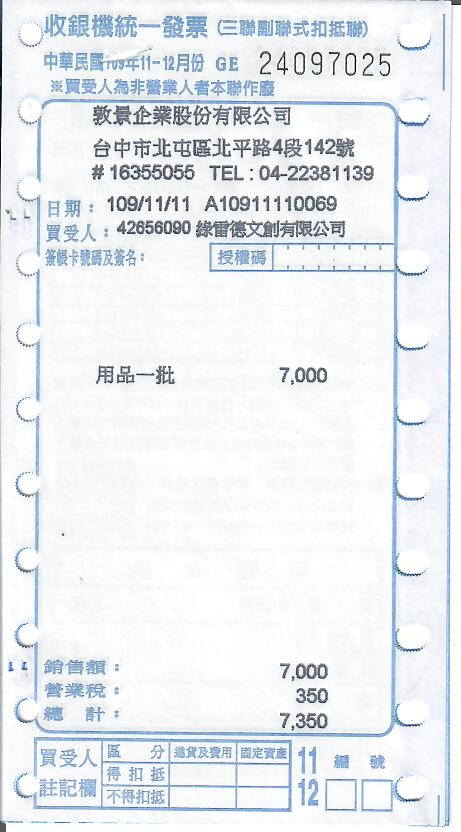 收銀機統一發票(三聯副聯式扣抵聯)
中華民國109年11-12月份 GE 24097025
※買受人為非營業人者本聯作廢
敦景企業股份有限公司
台中市北屯區北平路4段142號
# 16355055 TEL : 04-22381139
日期: 109/11/11 A10911110069
買受人: 42656090 綠雷德文創有限公司
簽帳卡號碼及簽名: 授權碼
用品一批 7,000
銷售額: 7,000
營業稅: 350
總計: 7,350
買受人註記欄 區分 進貨及費用 固定資產 11 編號
得扣抵 12
不得扣抵